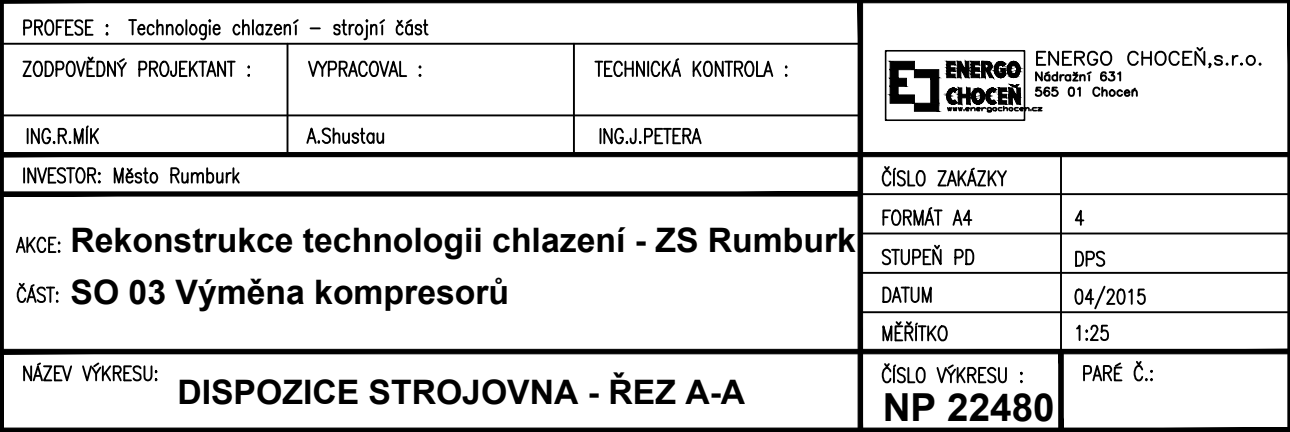 PROFESE : Technologie chlazení – strojní část
ZODPOVĚDNÝ PROJEKTANT : VYPRACOVAL : TECHNICKÁ KONTROLA :
ING.R.MÍK A.Shustau ING.J.PETERA
ENERGO CHOCEŇ
www.energochocen.cz
ENERGO CHOCEŇ,s.r.o.
Nádražní 631
565 01 Choceň
INVESTOR: Město Rumburk
AKCE: Rekonstrukce technologii chlazení - ZS Rumburk
ČÁST: SO 03 Výměna kompresorů
ČÍSLO ZAKÁZKY
FORMÁT A4 4
STUPEŇ PD DPS
DATUM 04/2015
MĚŘÍTKO 1:25
NÁZEV VÝKRESU: DISPOZICE STROJOVNA - ŘEZ A-A
ČÍSLO VÝKRESU :
NP 22480
PARÉ Č.: